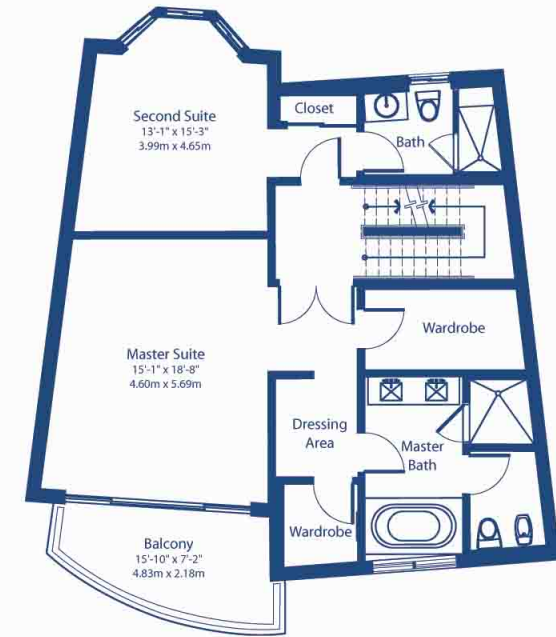 Second Suite
13'-1" x 15'-3"
3.99m x 4.65m
Closet
Bath
Master Suite
15'-1" x 18'-8"
4.60m x 5.69m
Wardrobe
Dressing
Area
Master
Bath
Wardrobe
Balcony
15'-10" x 7'-2"
4.83m x 2.18m